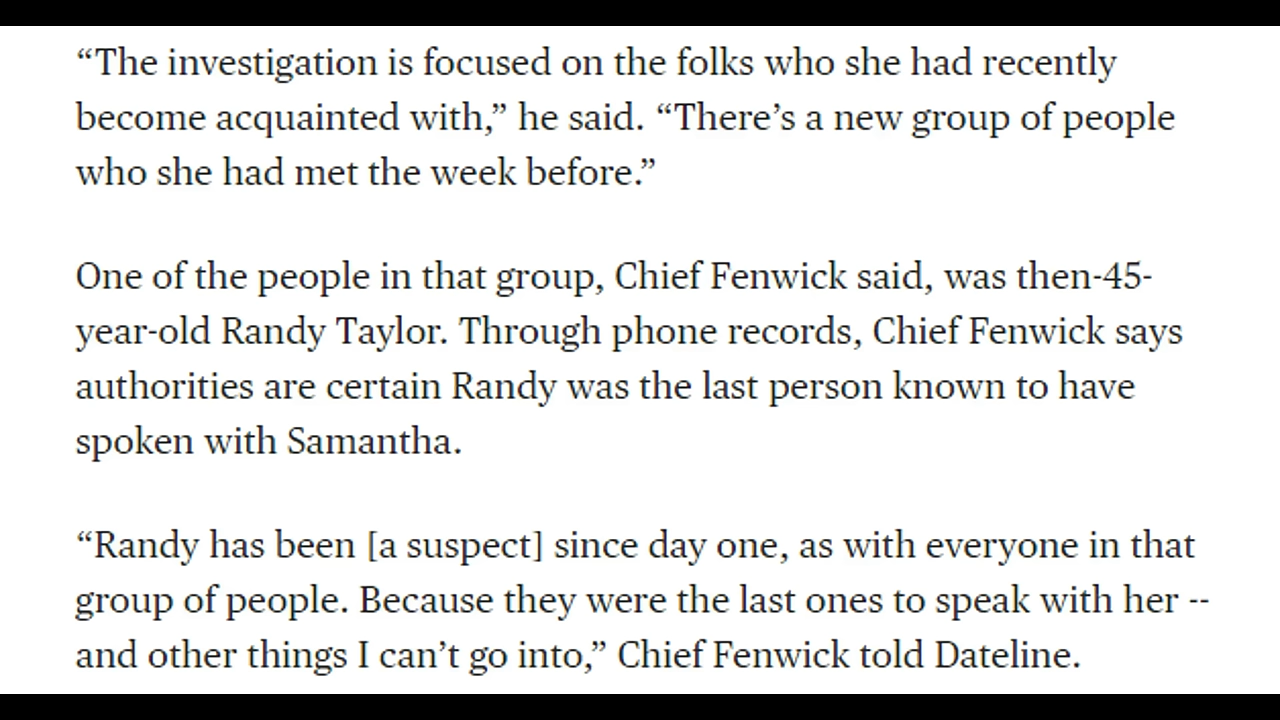 “The investigation is focused on the folks who she had recently
become acquainted with,” he said. “There’s a new group of people
who she had met the week before.”
One of the people in that group, Chief Fenwick said, was then-45-
year-old Randy Taylor. Through phone records, Chief Fenwick says
authorities are certain Randy was the last person known to have
spoken with Samantha.
“Randy has been [a suspect] since day one, as with everyone in that
group of people. Because they were the last ones to speak with her --
and other things I can’t go into,” Chief Fenwick told Dateline.